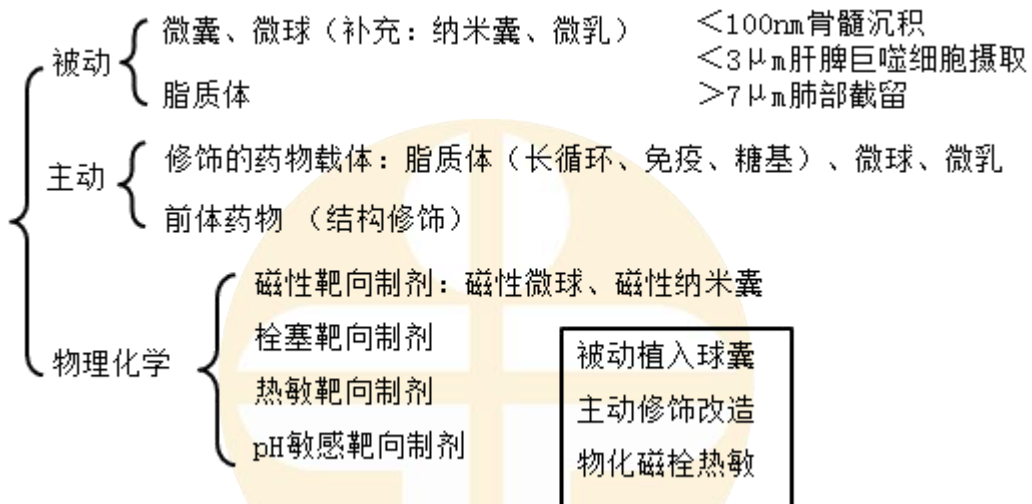 被动
微囊、微球（补充：纳米囊、微乳）
脂质体
＜100nm骨髓沉积
＜3μm肝脾巨噬细胞摄取
＞7μm肺部截留
主动
修饰的药物载体：脂质体（长循环、免疫、糖基）、微球、微乳
前体药物 （结构修饰）
物理化学
磁性靶向制剂：磁性微球、磁性纳米囊
栓塞靶向制剂
热敏靶向制剂
pH敏感靶向制剂
被动植入球囊
主动修饰改造
物化磁栓热敏